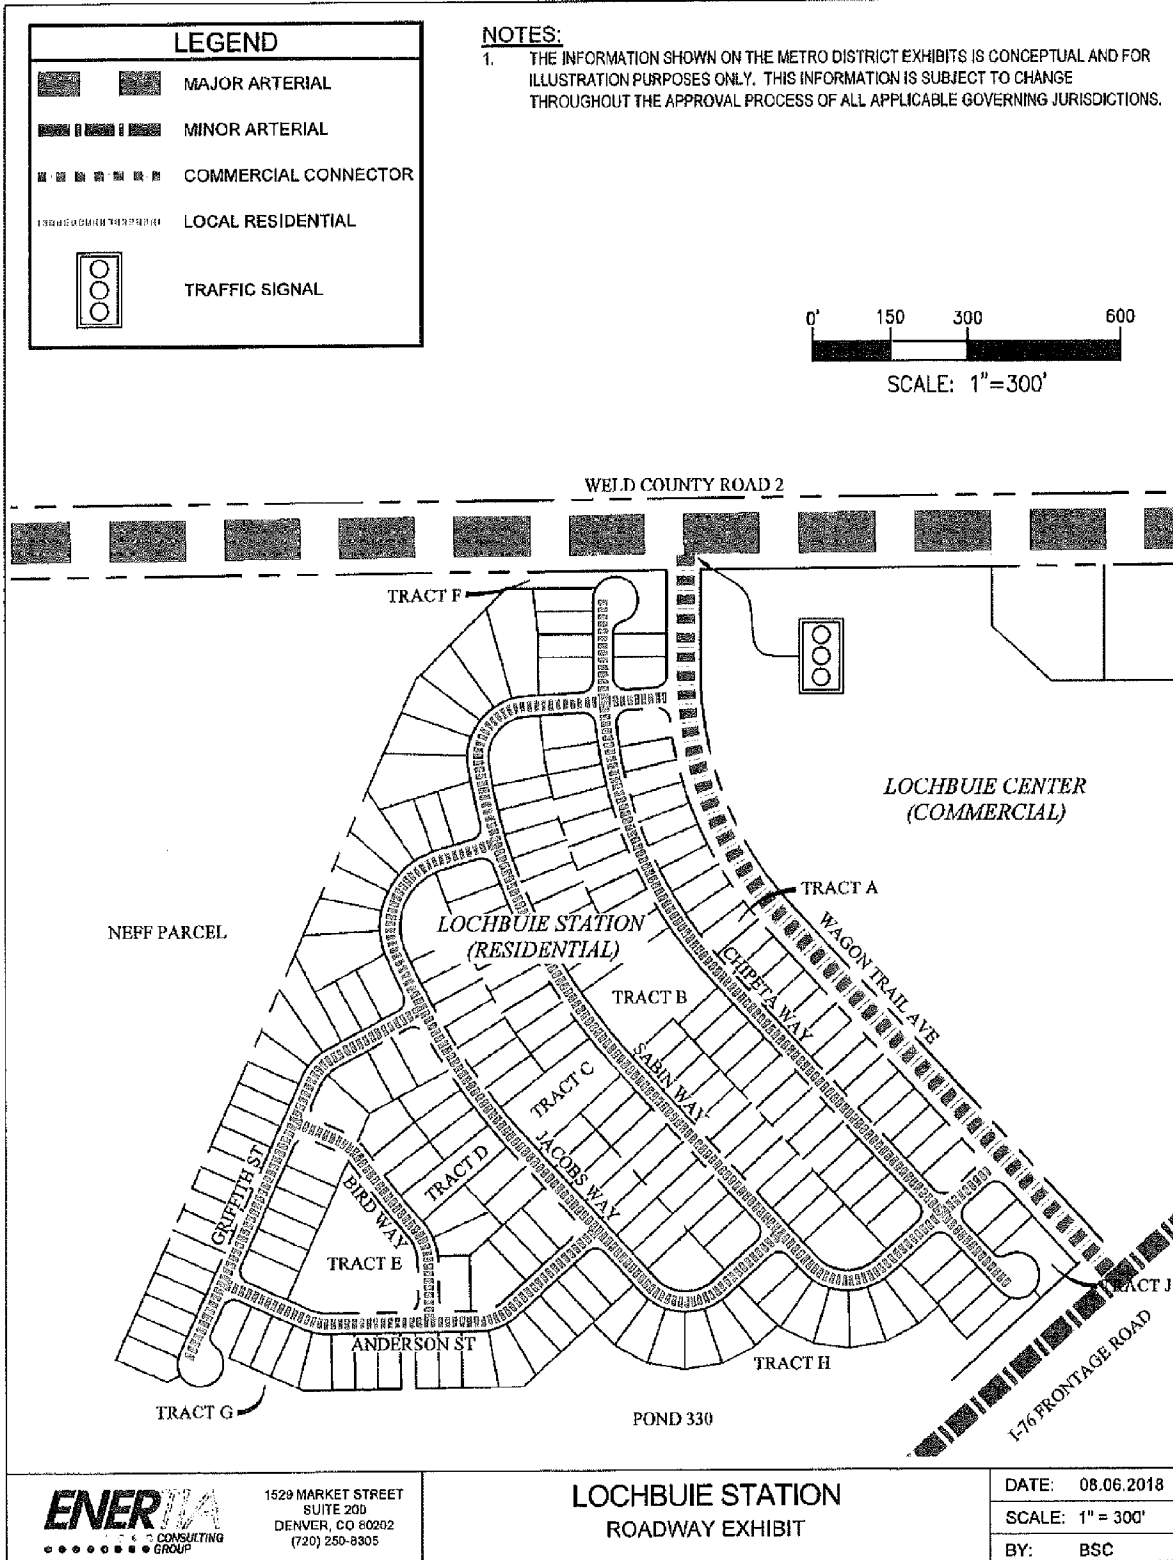 LEGEND
MAJOR ARTERIAL
MINOR ARTERIAL
COMMERCIAL CONNECTOR
LOCAL RESIDENTIAL
TRAFFIC SIGNAL
NOTES:
1. THE INFORMATION SHOWN ON THE METRO DISTRICT EXHIBITS IS CONCEPTUAL AND FOR
ILLUSTRATION PURPOSES ONLY. THIS INFORMATION IS SUBJECT TO CHANGE
THROUGHOUT THE APPROVAL PROCESS OF ALL APPLICABLE GOVERNING JURISDICTIONS.
0' 150 300 600
SCALE: 1"=300'
WELD COUNTY ROAD 2
TRACT F
LOCHBUIE CENTER
(COMMERCIAL)
TRACT A
WAGON TRAIL AVE
NEFF PARCEL
LOCHBUIE STATION
(RESIDENTIAL)
CHIPETA WAY
TRACT B
SABIN WAY
TRACT C
JACOBS WAY
TRACT D
GRIFFITH ST
BIRD WAY
TRACT E
TRACT J
ANDERSON ST
TRACT H
I-76 FRONTAGE ROAD
TRACT G
POND 330
ENERTIA
CONSULTING
GROUP
1529 MARKET STREET
SUITE 200
DENVER, CO 80202
(720) 250-8305
LOCHBUIE STATION
ROADWAY EXHIBIT
DATE: 08.06.2018
SCALE: 1" = 300'
BY: BSC